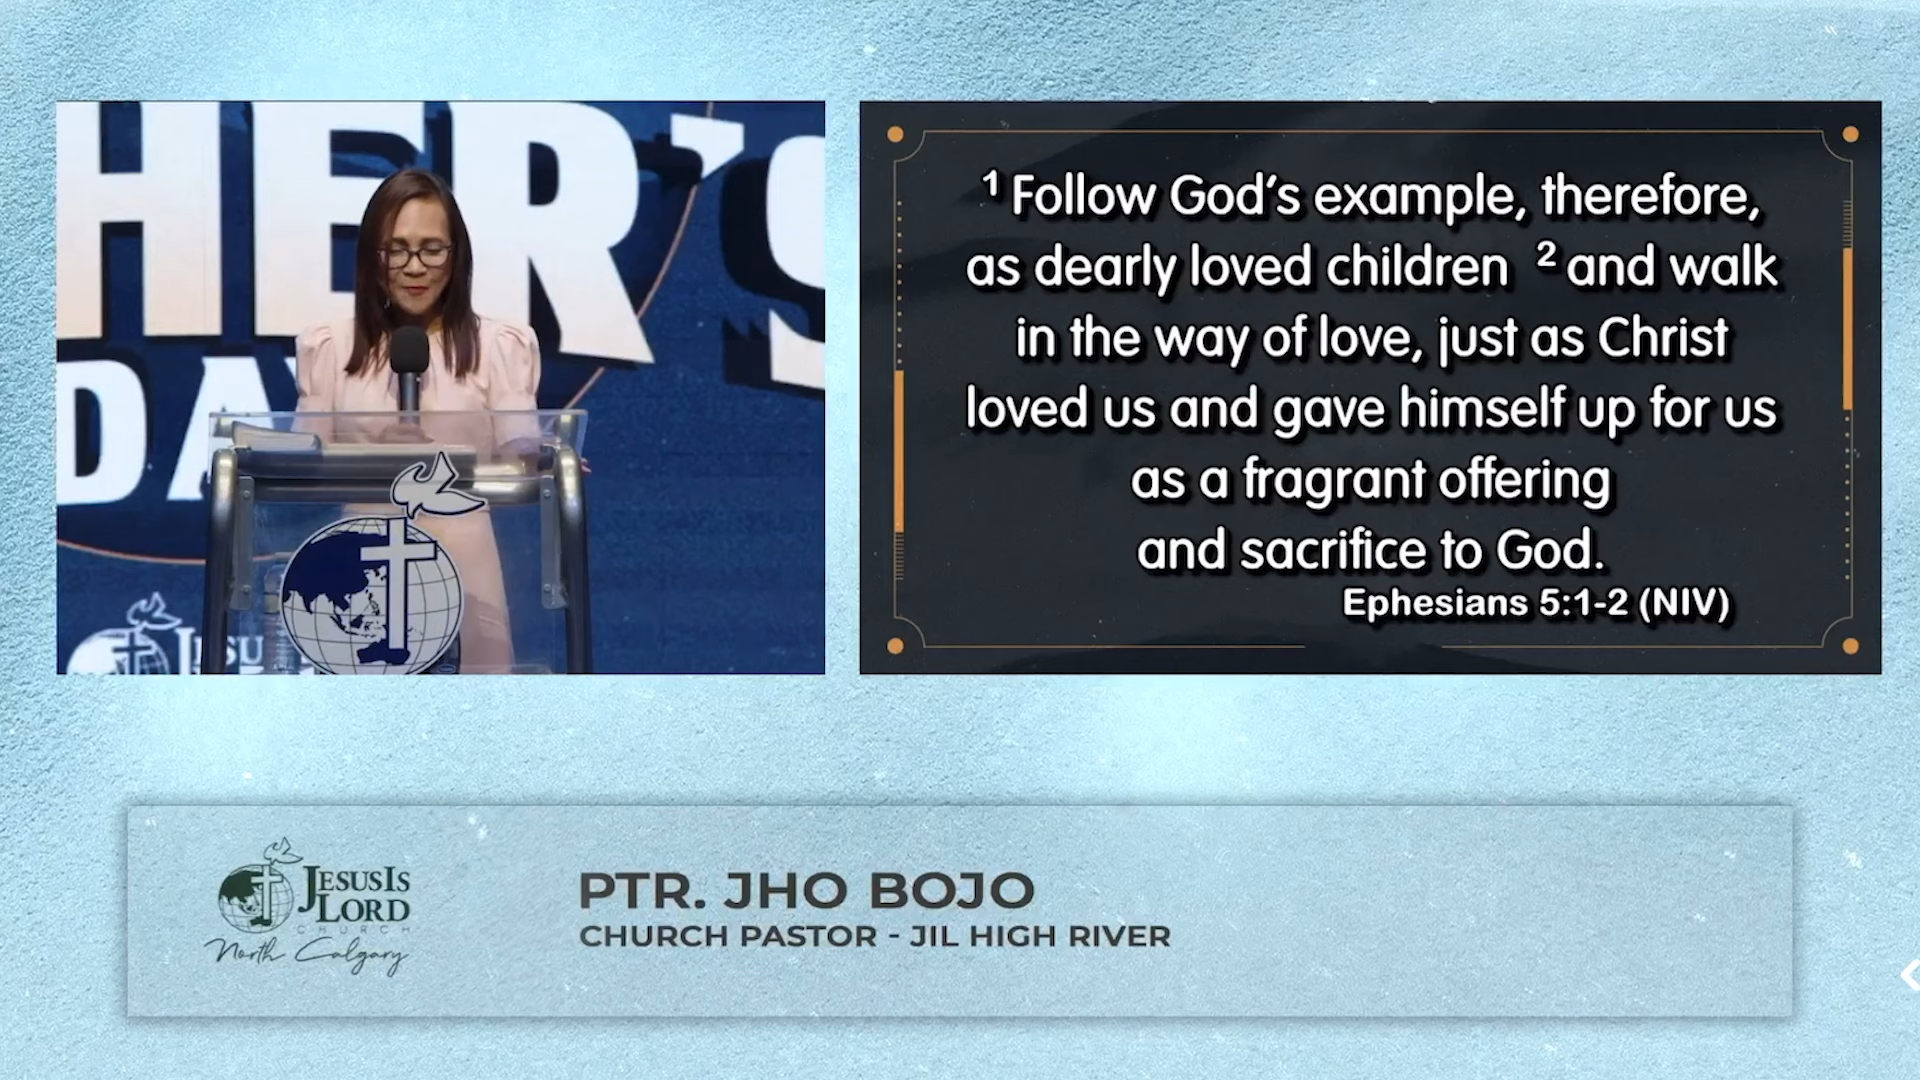 HER'S
DA
JESU
¹ Follow God's example, therefore,
as dearly loved children ² and walk
in the way of love, just as Christ
loved us and gave himself up for us
as a fragrant offering
and sacrifice to God.
Ephesians 5:1-2 (NIV)
JESUS IS
LORD
CHURCH
North Calgary
PTR. JHO BOJO
CHURCH PASTOR - JIL HIGH RIVER